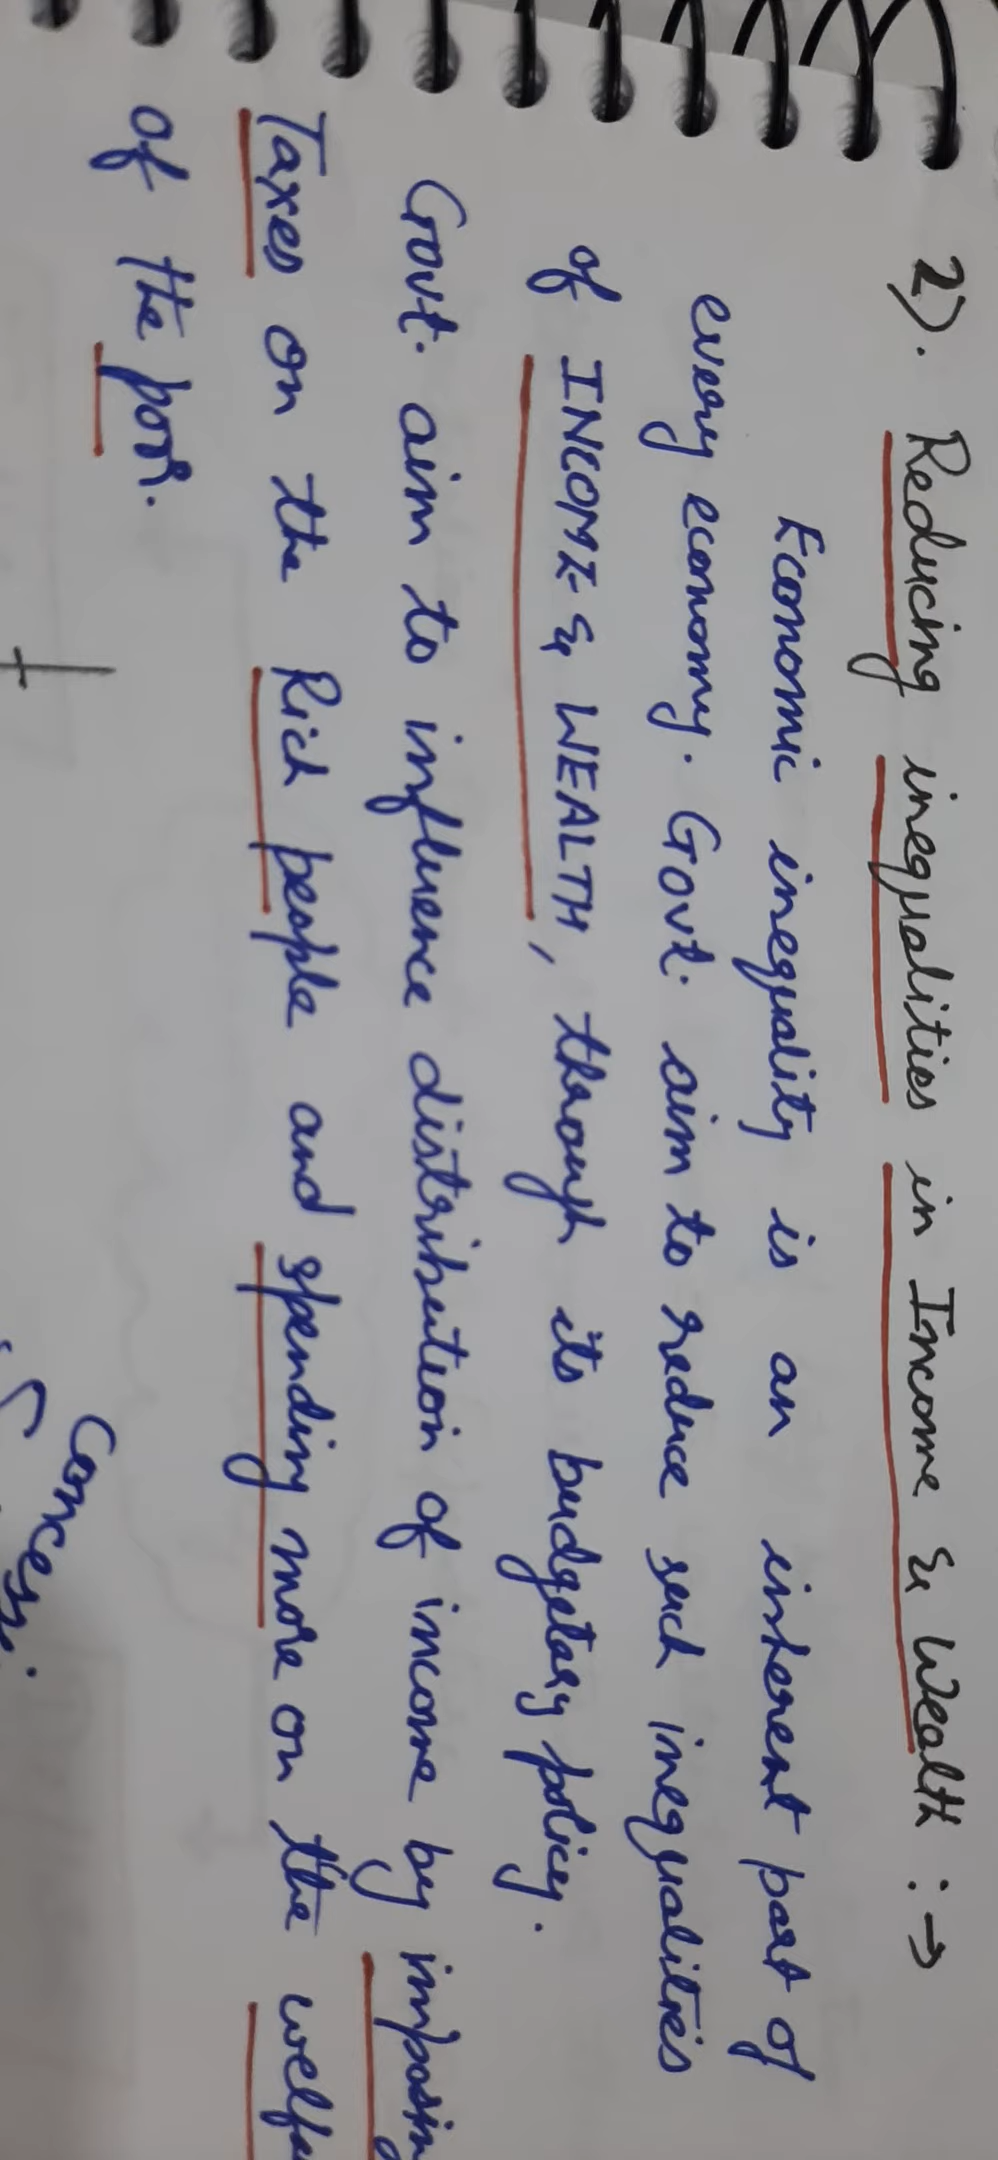 2). Reducing inequalities in Income & Wealth : →
Economic inequality is an inherent part of
every economy. Govt. aim to reduce such inequalities
of INCOME & WEALTH, through its budgetary policy.
Govt. aim to influence distribution of income by imposin
Taxes on the Rich people and spending more on the welfa
of the poor.